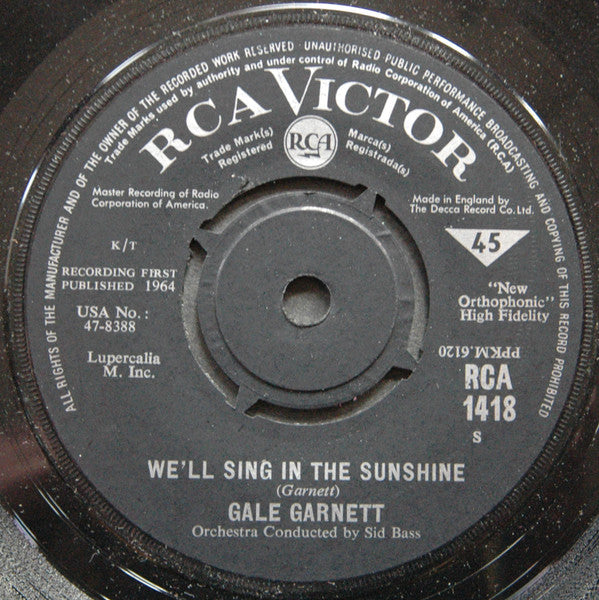 ALL RIGHTS OF THE MANUFACTURER AND OF THE OWNER OF THE RECORDED WORK RESERVED · UNAUTHORISED PUBLIC PERFORMANCE BROADCASTING AND COPYING OF THIS RECORD PROHIBITED
Trade Marks used by authority and under control of Radio Corporation of America (R.C.A)
RCA VICTOR
Trade Mark(s)
Registered
RCA
Marca(s)
Registrada(s)
Master Recording of Radio
Corporation of America.
Made in England by
The Decca Record Co. Ltd.
K/T
45
RECORDING FIRST
PUBLISHED 1964
USA No.:
47-8388
"New
Orthophonic"
High Fidelity
Lupercalia
M. Inc.
PPKM.6120
RCA
1418
S
WE'LL SING IN THE SUNSHINE
(Garnett)
GALE GARNETT
Orchestra Conducted by Sid Bass